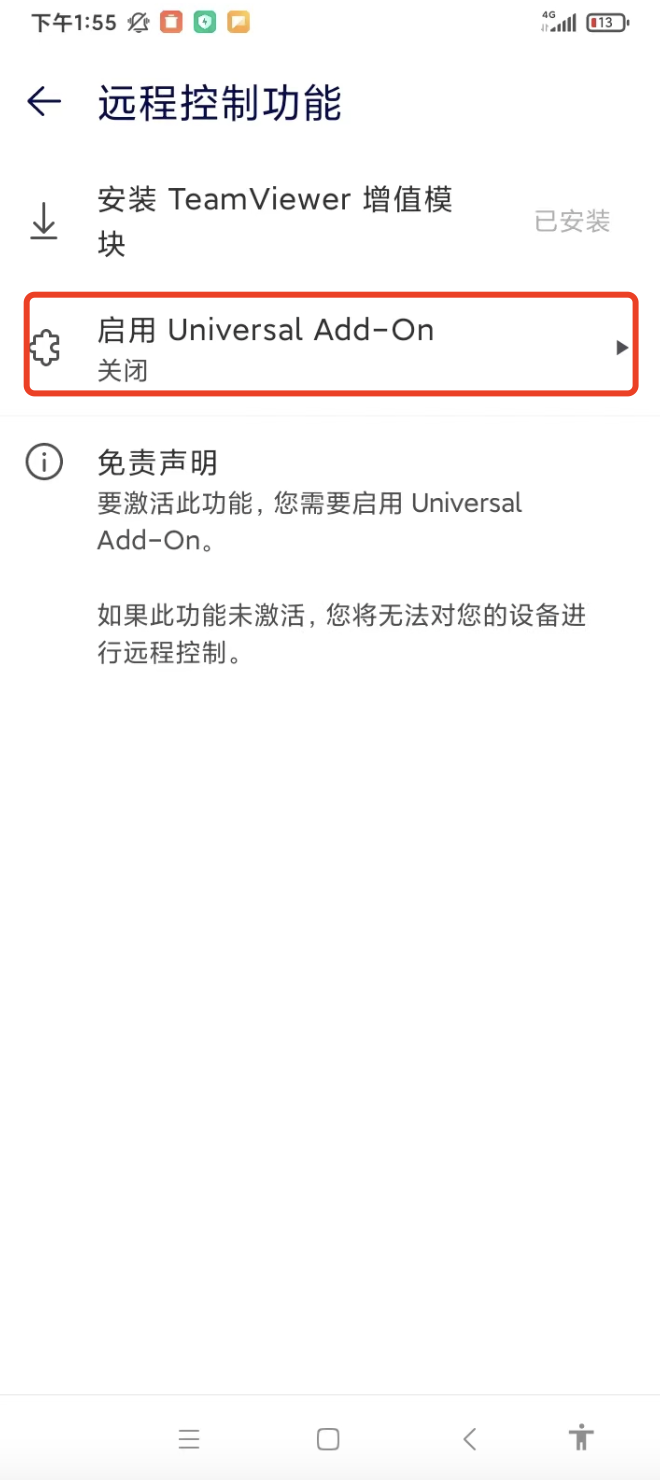 下午1:55
4G
13
远程控制功能
安装 TeamViewer 增值模
块
已安装
启用 Universal Add-On
关闭
免责声明
要激活此功能, 您需要启用 Universal
Add-On。
如果此功能未激活, 您将无法对您的设备进
行远程控制。